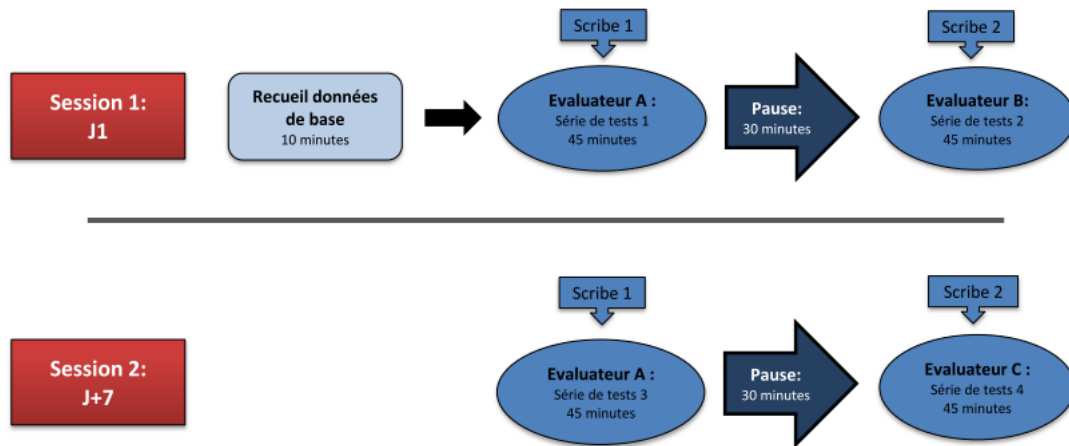 Scribe 1
Scribe 2
Session 1:
J1
Recueil données
de base
10 minutes
Evaluateur A :
Série de tests 1
45 minutes
Pause:
30 minutes
Evaluateur B:
Série de tests 2
45 minutes
Scribe 1
Scribe 2
Session 2:
J+7
Evaluateur A :
Série de tests 3
45 minutes
Pause:
30 minutes
Evaluateur C :
Série de tests 4
45 minutes